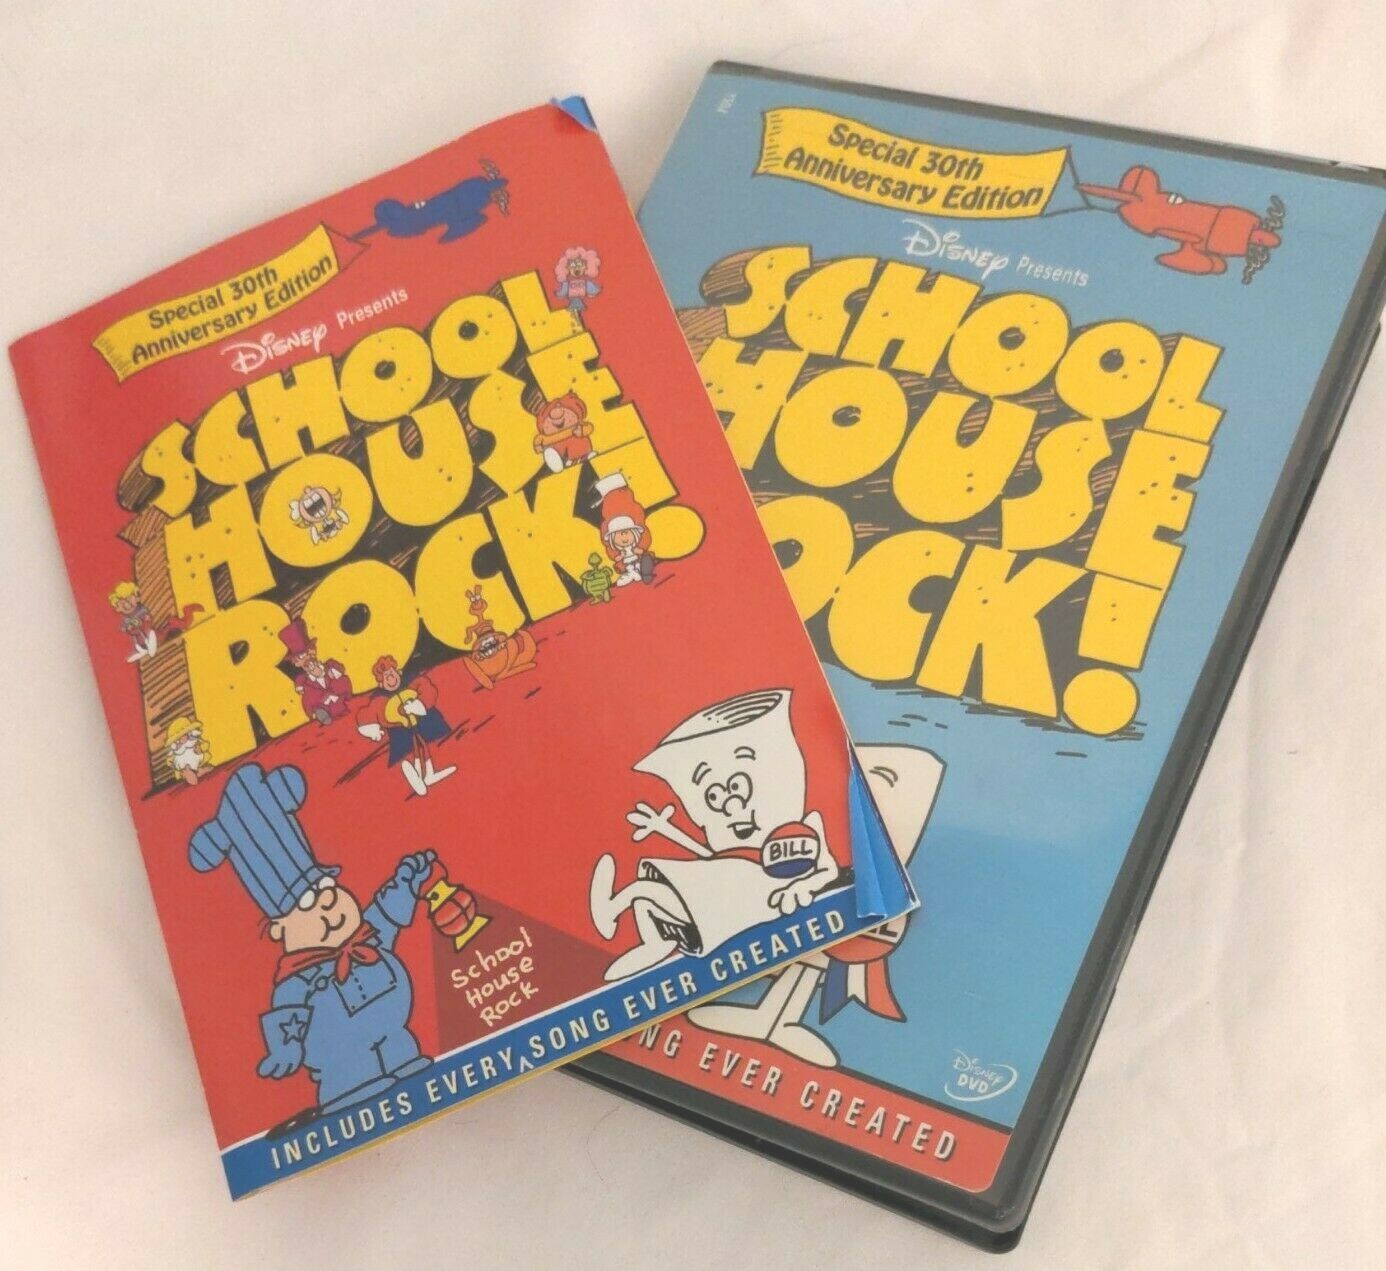 Special 30th
Anniversary Edition
Disney Presents
SCHOOL
HOUSE
ROCK!
BILL
School
House
Rock
INCLUDES EVERY SONG EVER CREATED
Special 30th
Anniversary Edition
Disney Presents
SCHOOL
HOUSE
OCK!
NG EVER CREATED
Disney
DVD